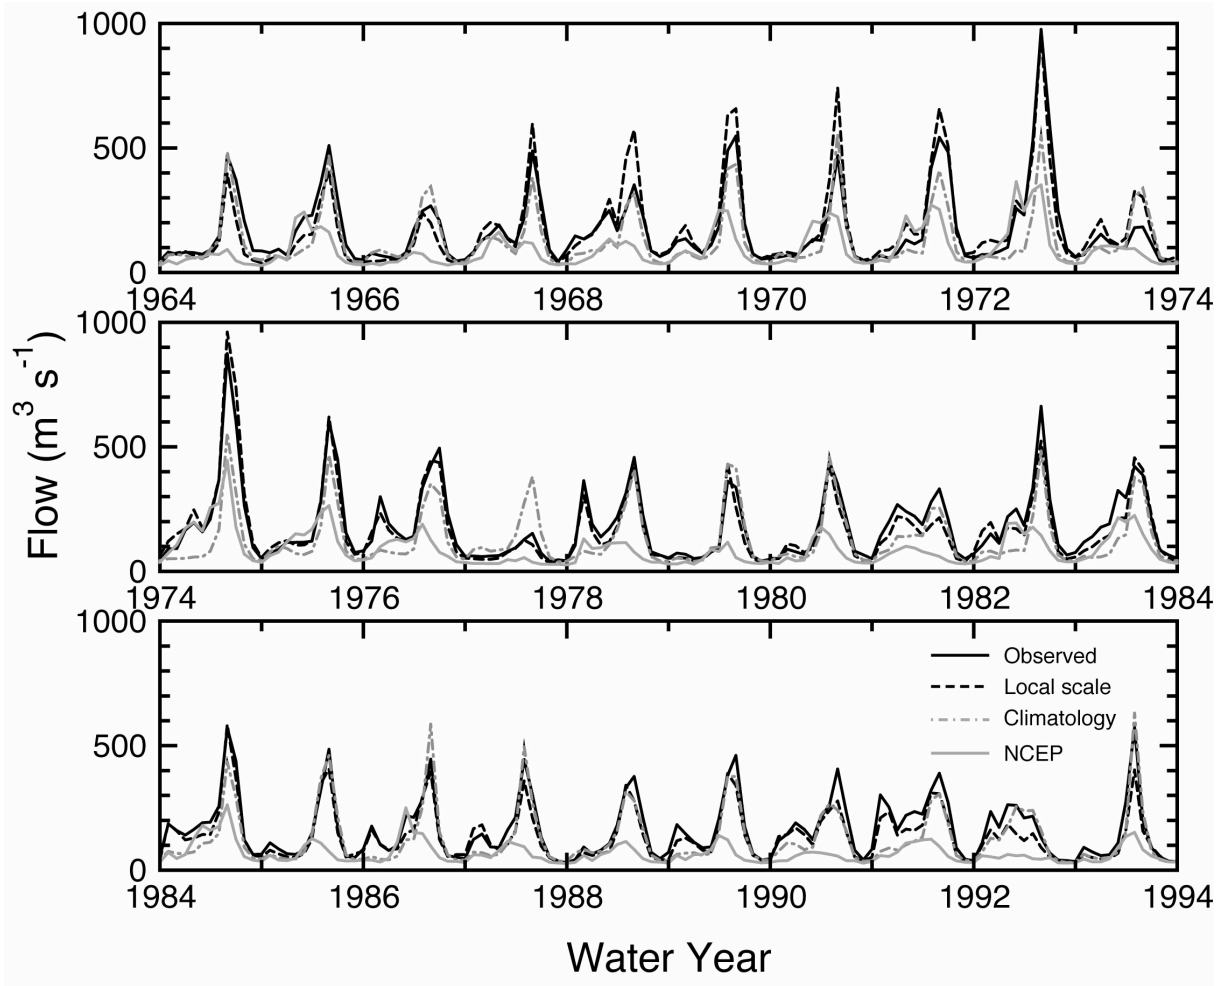 1000
500
0
1964 1966 1968 1970 1972 1974
1000
500
0
1974 1976 1978 1980 1982 1984
1000
500
0
1984 1986 1988 1990 1992 1994
Flow (m³ s⁻¹)
Observed
Local scale
Climatology
NCEP
Water Year